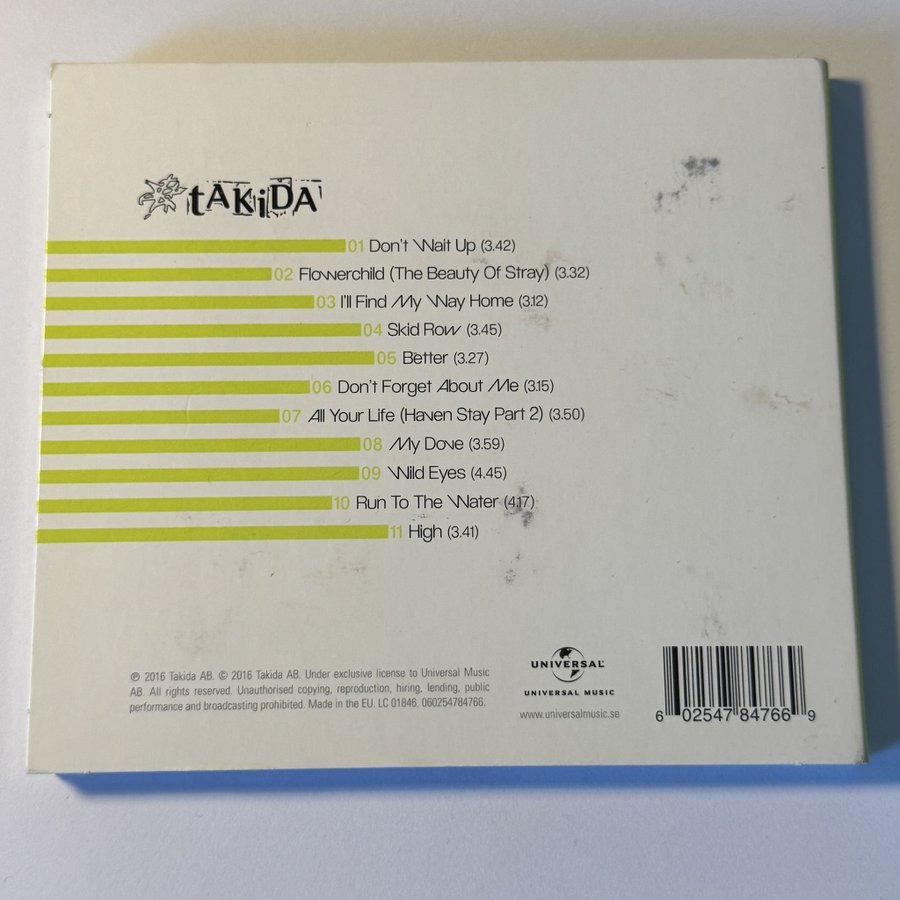 tAKiDA
01 Don't Wait Up (3.42)
02 Flowerchild (The Beauty Of Stray) (3.32)
03 I'll Find My Way Home (3.12)
04 Skid Row (3.45)
05 Better (3.27)
06 Don't Forget About Me (3.15)
07 All Your Life (Haven Stay Part 2) (3.50)
08 My Dove (3.59)
09 Wild Eyes (4.45)
10 Run To The Water (4.17)
11 High (3.41)
℗ 2016 Takida AB. © 2016 Takida AB. Under exclusive license to Universal Music
AB. All rights reserved. Unauthorised copying, reproduction, hiring, lending, public
performance and broadcasting prohibited. Made in the EU. LC 01846. 060254784766.
UNIVERSAL
UNIVERSAL MUSIC
www.universalmusic.se
6 02547 84766 9